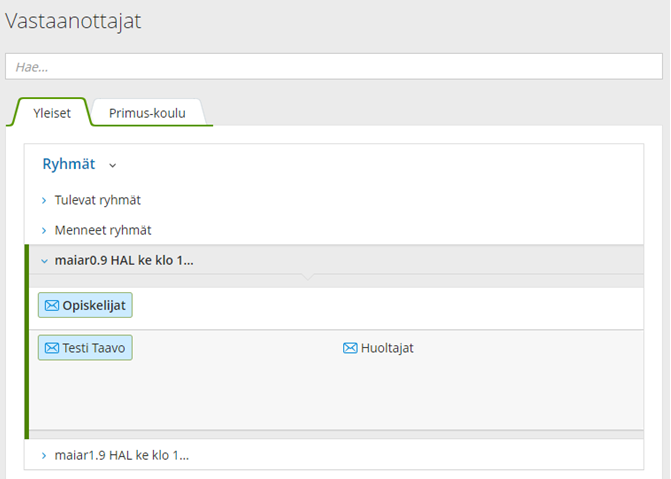 Vastaanottajat
Hae...
Yleiset Primus-koulu
Ryhmät
Tulevat ryhmät
Menneet ryhmät
maiar0.9 HAL ke klo 1...
Opiskelijat
Testi Taavo Huoltajat
maiar1.9 HAL ke klo 1...